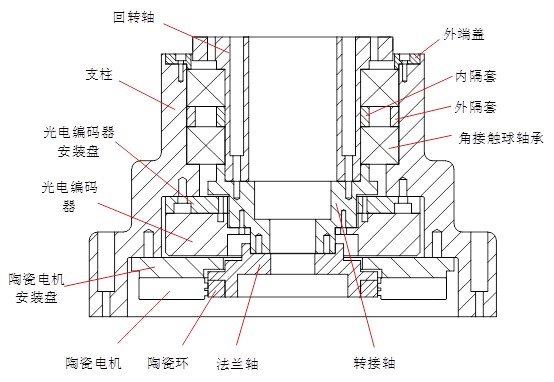 回转轴
外端盖
支柱
内隔套
外隔套
光电编码器
安装盘
角接触球轴承
光电编码
器
陶瓷电机
安装盘
陶瓷电机
陶瓷环
法兰轴
转接轴